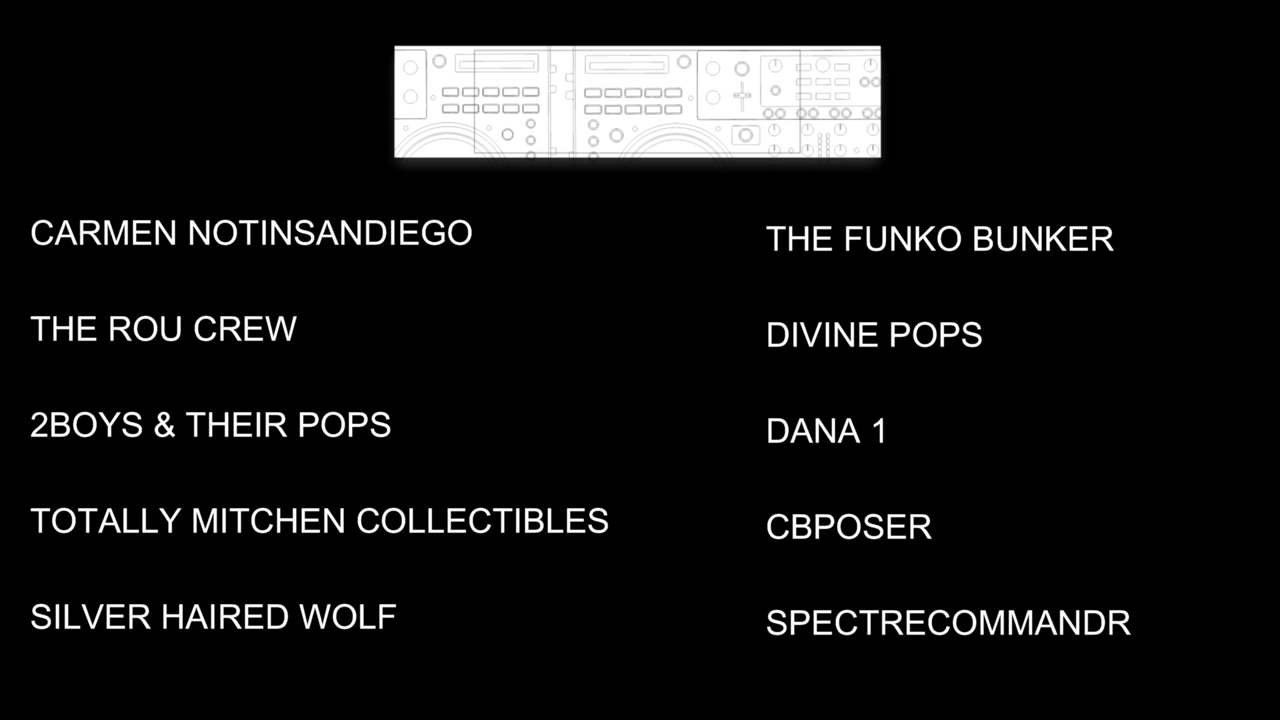 CARMEN NOTINSANDIEGO
THE ROU CREW
2BOYS & THEIR POPS
TOTALLY MITCHEN COLLECTIBLES
SILVER HAIRED WOLF
THE FUNKO BUNKER
DIVINE POPS
DANA 1
CBPOSER
SPECTRECOMMANDR